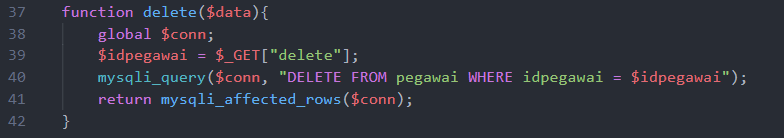 37 function delete($data){
38 global $conn;
39 $idpegawai = $_GET["delete"];
40 mysqli_query($conn, "DELETE FROM pegawai WHERE idpegawai = $idpegawai");
41 return mysqli_affected_rows($conn);
42 }